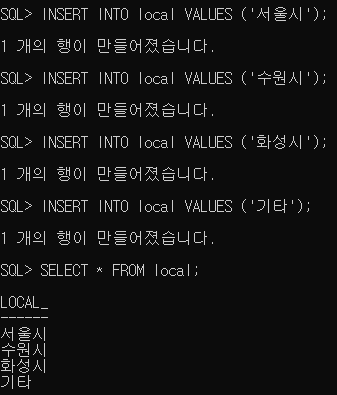 SQL> INSERT INTO local VALUES ('서울시');
1 개의 행이 만들어졌습니다.
SQL> INSERT INTO local VALUES ('수원시');
1 개의 행이 만들어졌습니다.
SQL> INSERT INTO local VALUES ('화성시');
1 개의 행이 만들어졌습니다.
SQL> INSERT INTO local VALUES ('기타');
1 개의 행이 만들어졌습니다.
SQL> SELECT * FROM local;
LOCAL_
------
서울시
수원시
화성시
기타